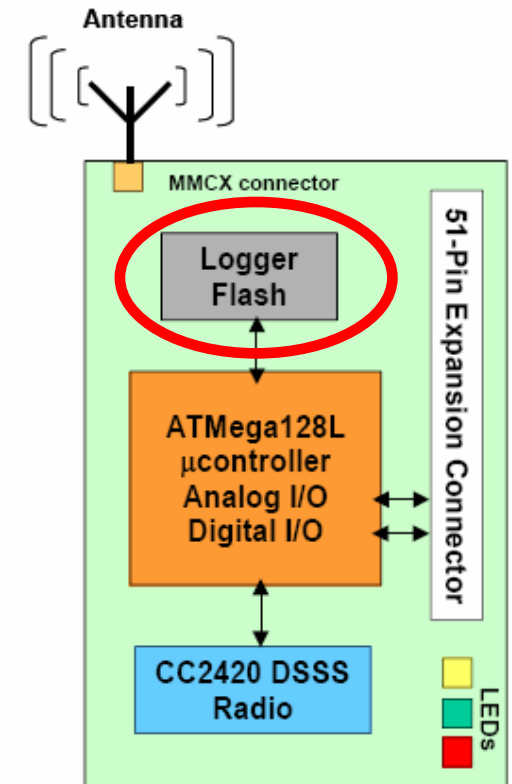 Antenna
MMCX connector
Logger
Flash
51-Pin Expansion Connector
ATMega128L
μcontroller
Analog I/O
Digital I/O
CC2420 DSSS
Radio
LEDs